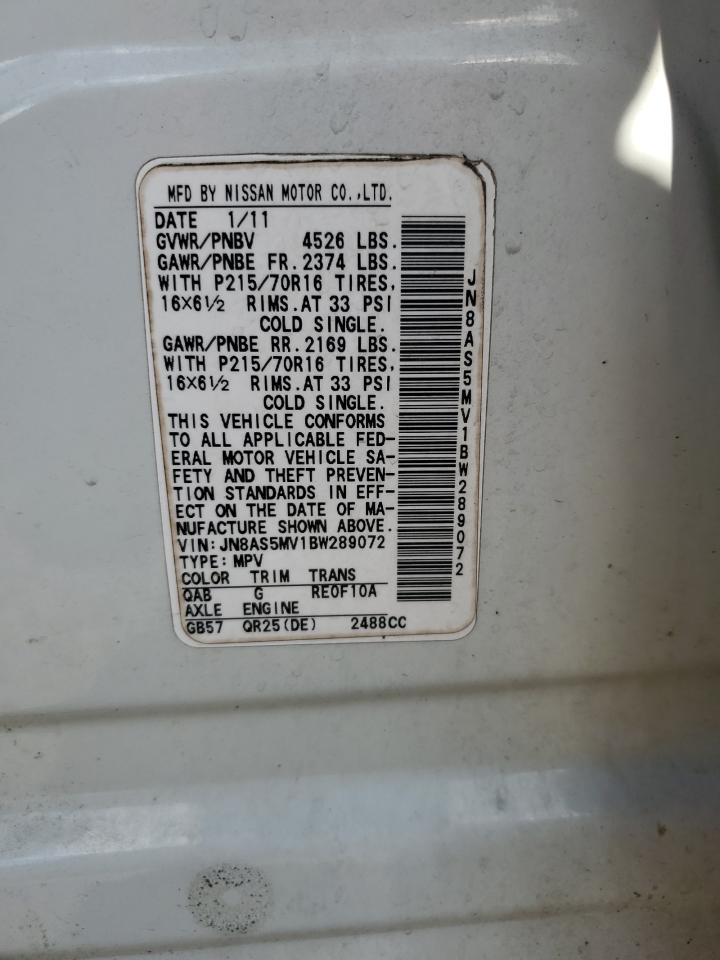 MFD BY NISSAN MOTOR CO.,LTD.
DATE 1/11
GVWR/PNBV 4526 LBS.
GAWR/PNBE FR.2374 LBS.
WITH P215/70R16 TIRES,
16×6½ RIMS.AT 33 PSI
COLD SINGLE.
GAWR/PNBE RR.2169 LBS.
WITH P215/70R16 TIRES,
16×6½ RIMS.AT 33 PSI
COLD SINGLE.
THIS VEHICLE CONFORMS
TO ALL APPLICABLE FED-
ERAL MOTOR VEHICLE SA-
FETY AND THEFT PREVEN-
TION STANDARDS IN EFF-
ECT ON THE DATE OF MA-
NUFACTURE SHOWN ABOVE.
VIN:JN8AS5MV1BW289072
TYPE:MPV
COLOR TRIM TRANS
QAB G RE0F10A
AXLE ENGINE
GB57 QR25(DE) 2488CC
JN8AS5MV1BW289072